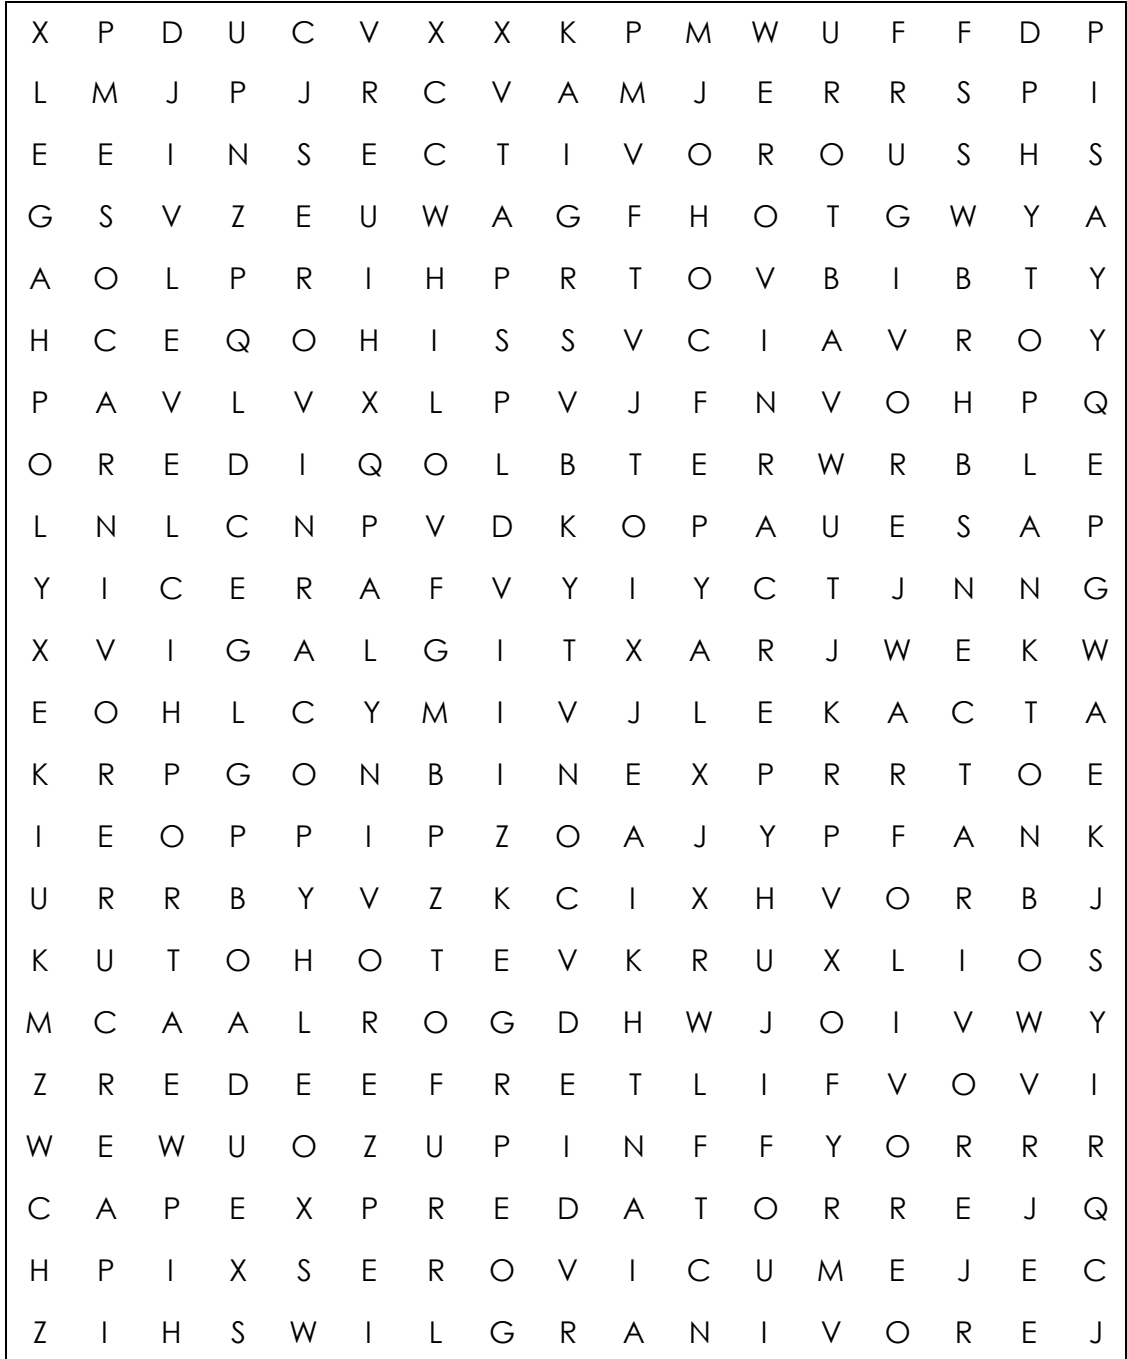 X P D U C V X X K P M W U F F D P
L M J P J R C V A M J E R R S P I
E E I N S E C T I V O R O U S H S
G S V Z E U W A G F H O T G W Y A
A O L P R I H P R T O V B I B T Y
H C E Q O H I S S V C I A V R O Y
P A V L V X L P V J F N V O H P Q
O R E D I Q O L B T E R W R B L E
L N L C N P V D K O P A U E S A P
Y I C E R A F V Y I Y C T J N N G
X V I G A L G I T X A R J W E K W
E O H L C Y M I V J L E K A C T A
K R P G O N B I N E X P R R T O E
I E O P P I P Z O A J Y P F A N K
U R R B Y V Z K C I X H V O R B J
K U T O H O T E V K R U X L I O S
M C A A L R O G D H W J O I V W Y
Z R E D E E F R E T L I F V O V I
W E W U O Z U P I N F F Y O R R R
C A P E X P R E D A T O R R E J Q
H P I X S E R O V I C U M E J E C
Z I H S W I L G R A N I V O R E J